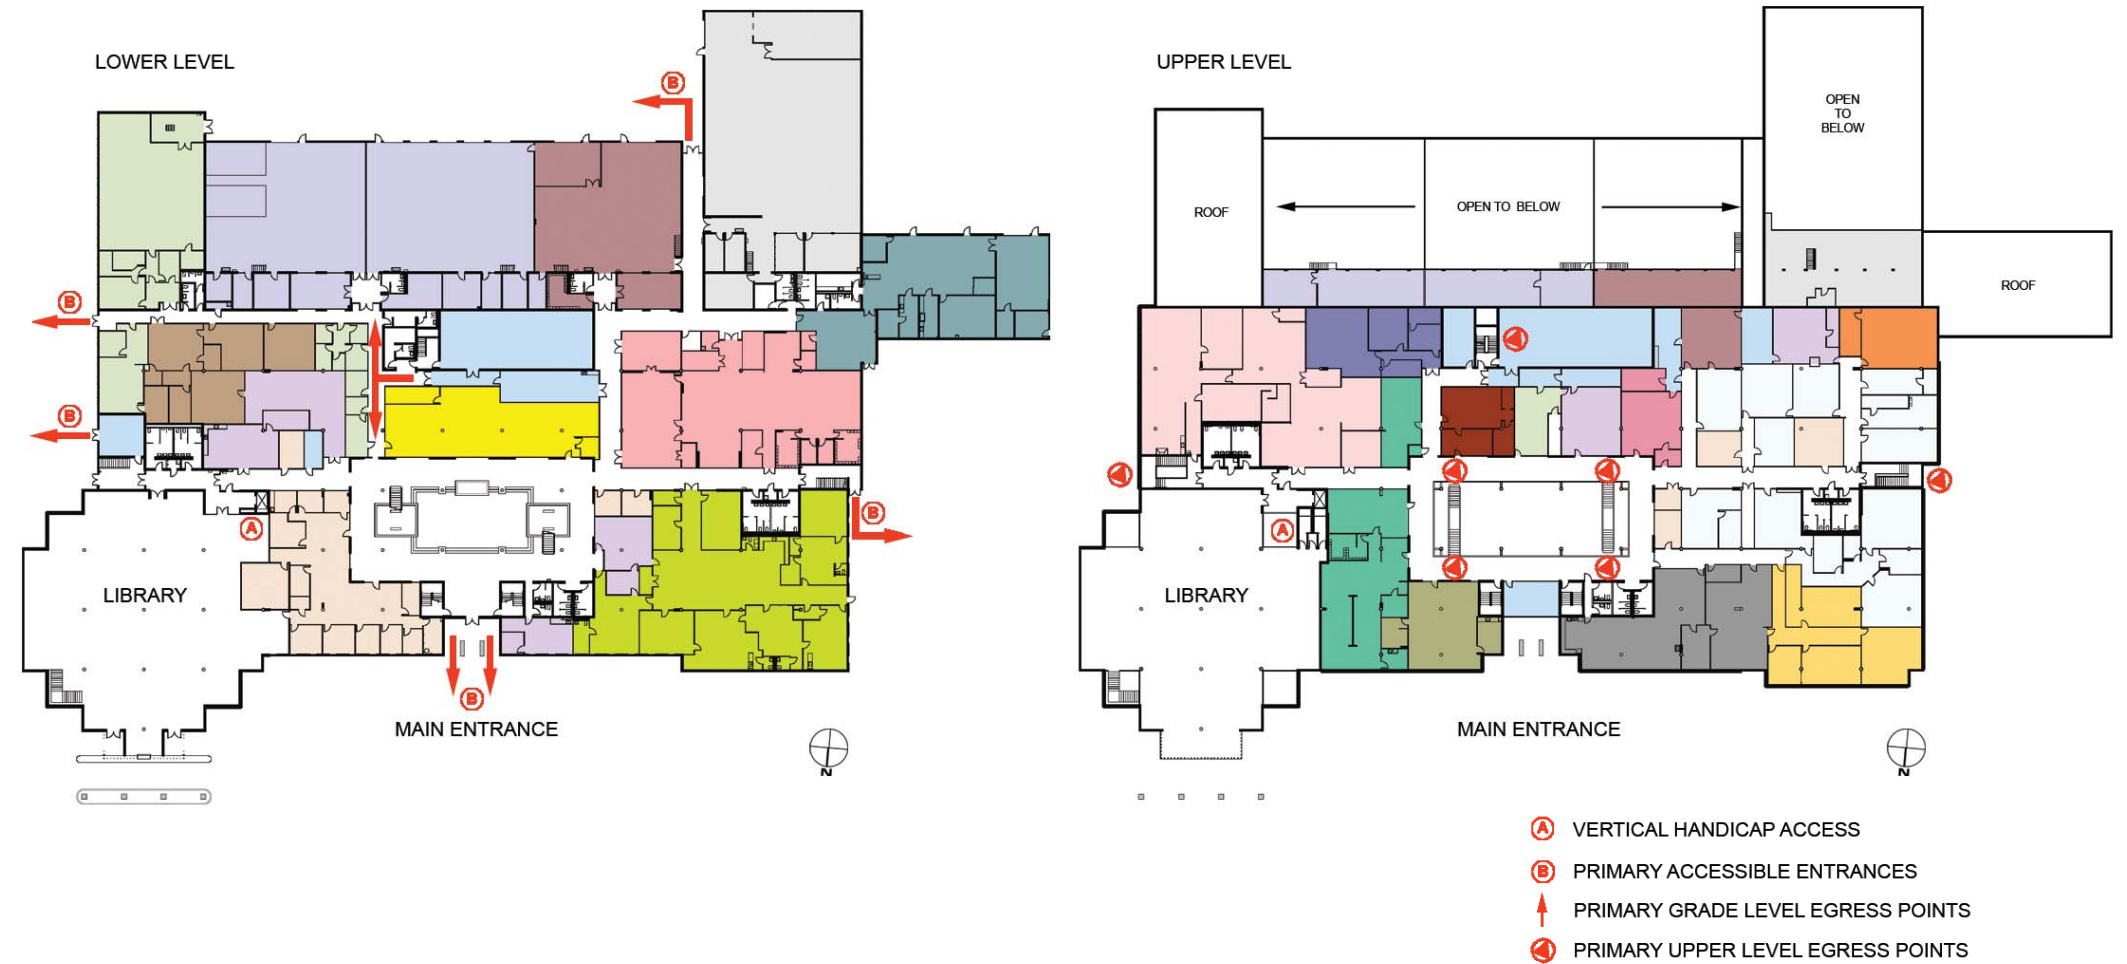 LOWER LEVEL
B
B
B
B
A
LIBRARY
B
MAIN ENTRANCE
N
UPPER LEVEL
OPEN
TO
BELOW
ROOF
OPEN TO BELOW
ROOF
A
LIBRARY
MAIN ENTRANCE
N
A VERTICAL HANDICAP ACCESS
B PRIMARY ACCESSIBLE ENTRANCES
PRIMARY GRADE LEVEL EGRESS POINTS
PRIMARY UPPER LEVEL EGRESS POINTS